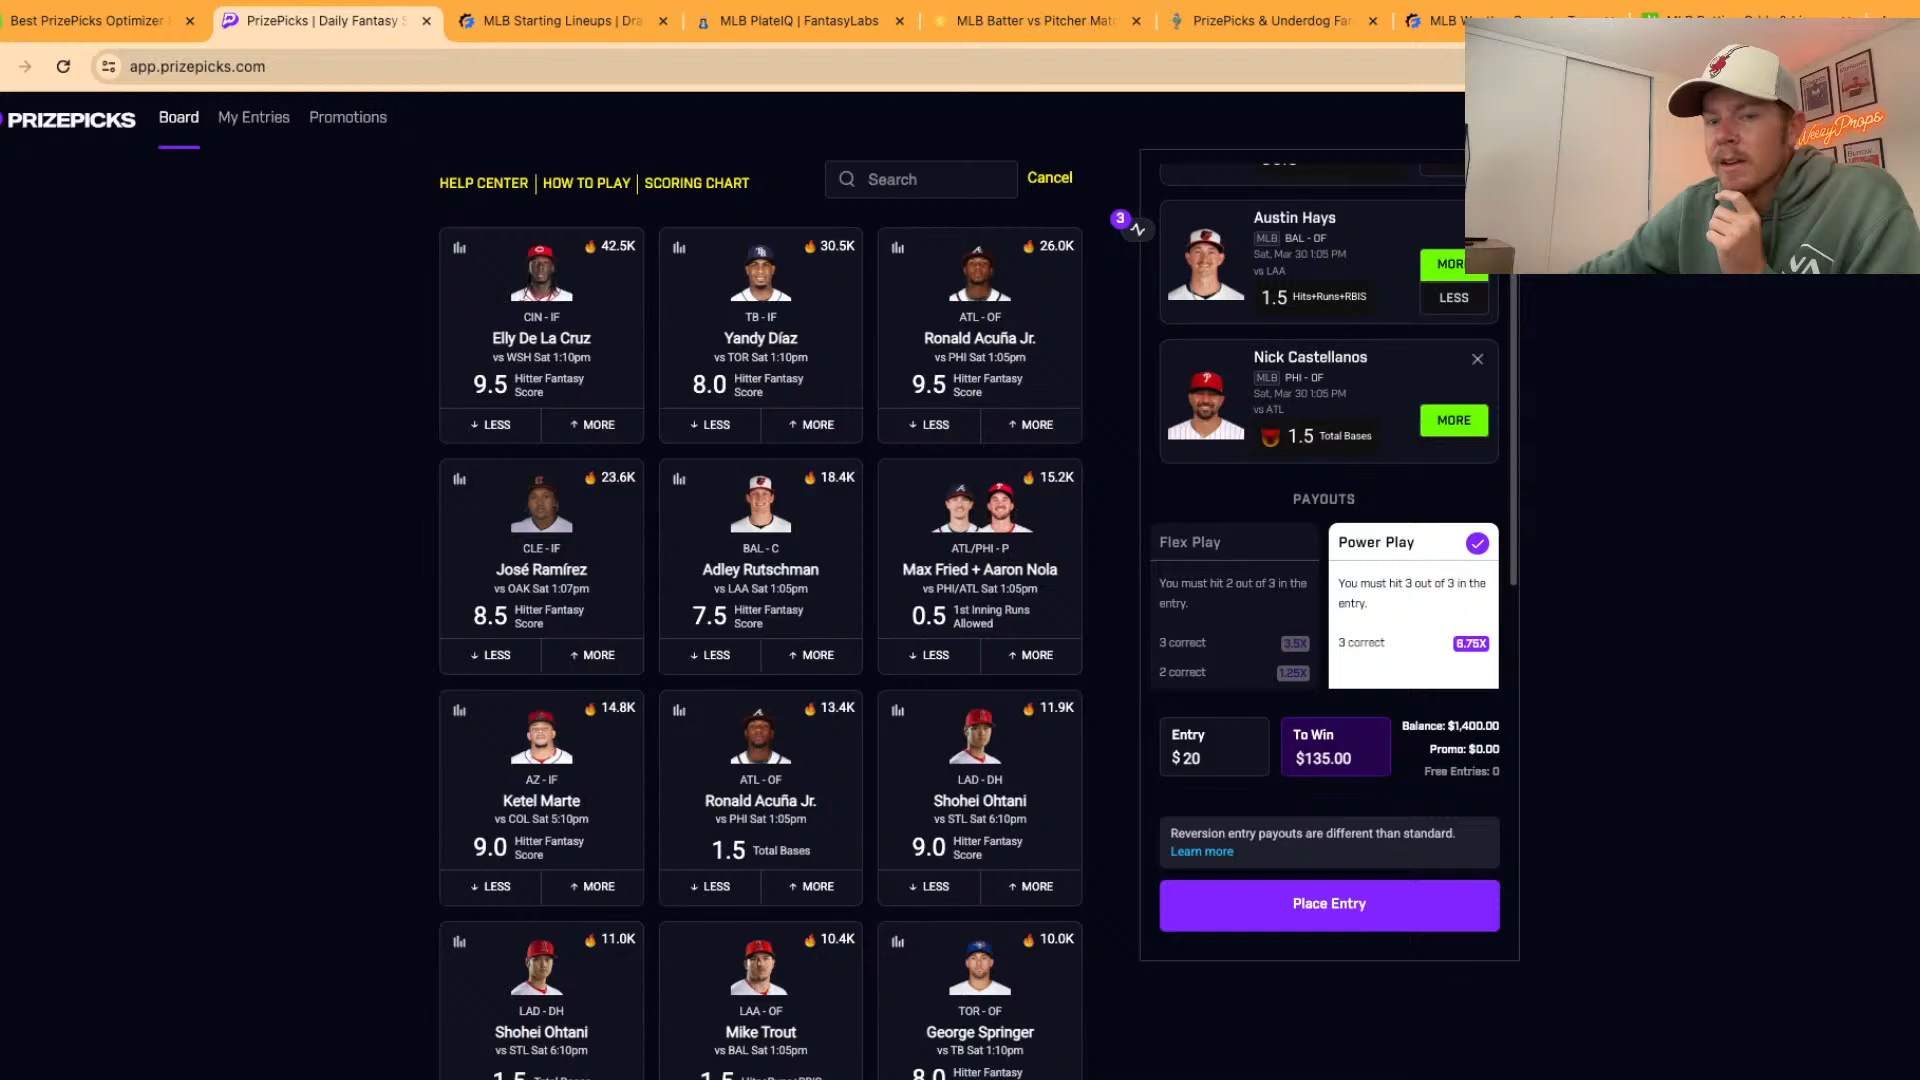 Best PrizePicks Optimizer
PrizePicks | Daily Fantasy S
MLB Starting Lineups | Dra
MLB PlateIQ | FantasyLabs
MLB Batter vs Pitcher Mat
PrizePicks & Underdog Fan
app.prizepicks.com
PRIZEPICKS
Board
My Entries
Promotions
HELP CENTER
HOW TO PLAY
SCORING CHART
Search
Cancel
42.5K
CIN - IF
Elly De La Cruz
vs WSH Sat 1:10pm
9.5 Hitter Fantasy Score
↓ LESS
↑ MORE
30.5K
TB - IF
Yandy Díaz
vs TOR Sat 1:10pm
8.0 Hitter Fantasy Score
↓ LESS
↑ MORE
26.0K
ATL - OF
Ronald Acuña Jr.
vs PHI Sat 1:05pm
9.5 Hitter Fantasy Score
↓ LESS
↑ MORE
23.6K
CLE - IF
José Ramírez
vs OAK Sat 1:07pm
8.5 Hitter Fantasy Score
↓ LESS
↑ MORE
18.4K
BAL - C
Adley Rutschman
vs LAA Sat 1:05pm
7.5 Hitter Fantasy Score
↓ LESS
↑ MORE
15.2K
ATL/PHI - P
Max Fried + Aaron Nola
vs PHI/ATL Sat 1:05pm
0.5 1st Inning Runs Allowed
↓ LESS
↑ MORE
14.8K
AZ - IF
Ketel Marte
vs COL Sat 5:10pm
9.0 Hitter Fantasy Score
↓ LESS
↑ MORE
13.4K
ATL - OF
Ronald Acuña Jr.
vs PHI Sat 1:05pm
1.5 Total Bases
↓ LESS
↑ MORE
11.9K
LAD - DH
Shohei Ohtani
vs STL Sat 6:10pm
9.0 Hitter Fantasy Score
↓ LESS
↑ MORE
11.0K
LAD - DH
Shohei Ohtani
vs STL Sat 6:10pm
10.4K
LAA - OF
Mike Trout
vs BAL Sat 1:05pm
10.0K
TOR - OF
George Springer
vs TB Sat 1:10pm
8.0 Hitter Fantasy
3
Austin Hays
MLB BAL - OF
Sat, Mar 30 1:05 PM
vs LAA
1.5 Hits+Runs+RBIS
MORE
LESS
Nick Castellanos
MLB PHI - OF
Sat, Mar 30 1:05 PM
vs ATL
1.5 Total Bases
MORE
PAYOUTS
Flex Play
You must hit 2 out of 3 in the
entry.
3 correct 3.5X
2 correct 1.25X
Power Play
You must hit 3 out of 3 in the
entry.
3 correct 6.75X
Entry
$ 20
To Win
$135.00
Balance: $1,400.00
Promo: $0.00
Free Entries: 0
Reversion entry payouts are different than standard.
Learn more
Place Entry
WeezyProps